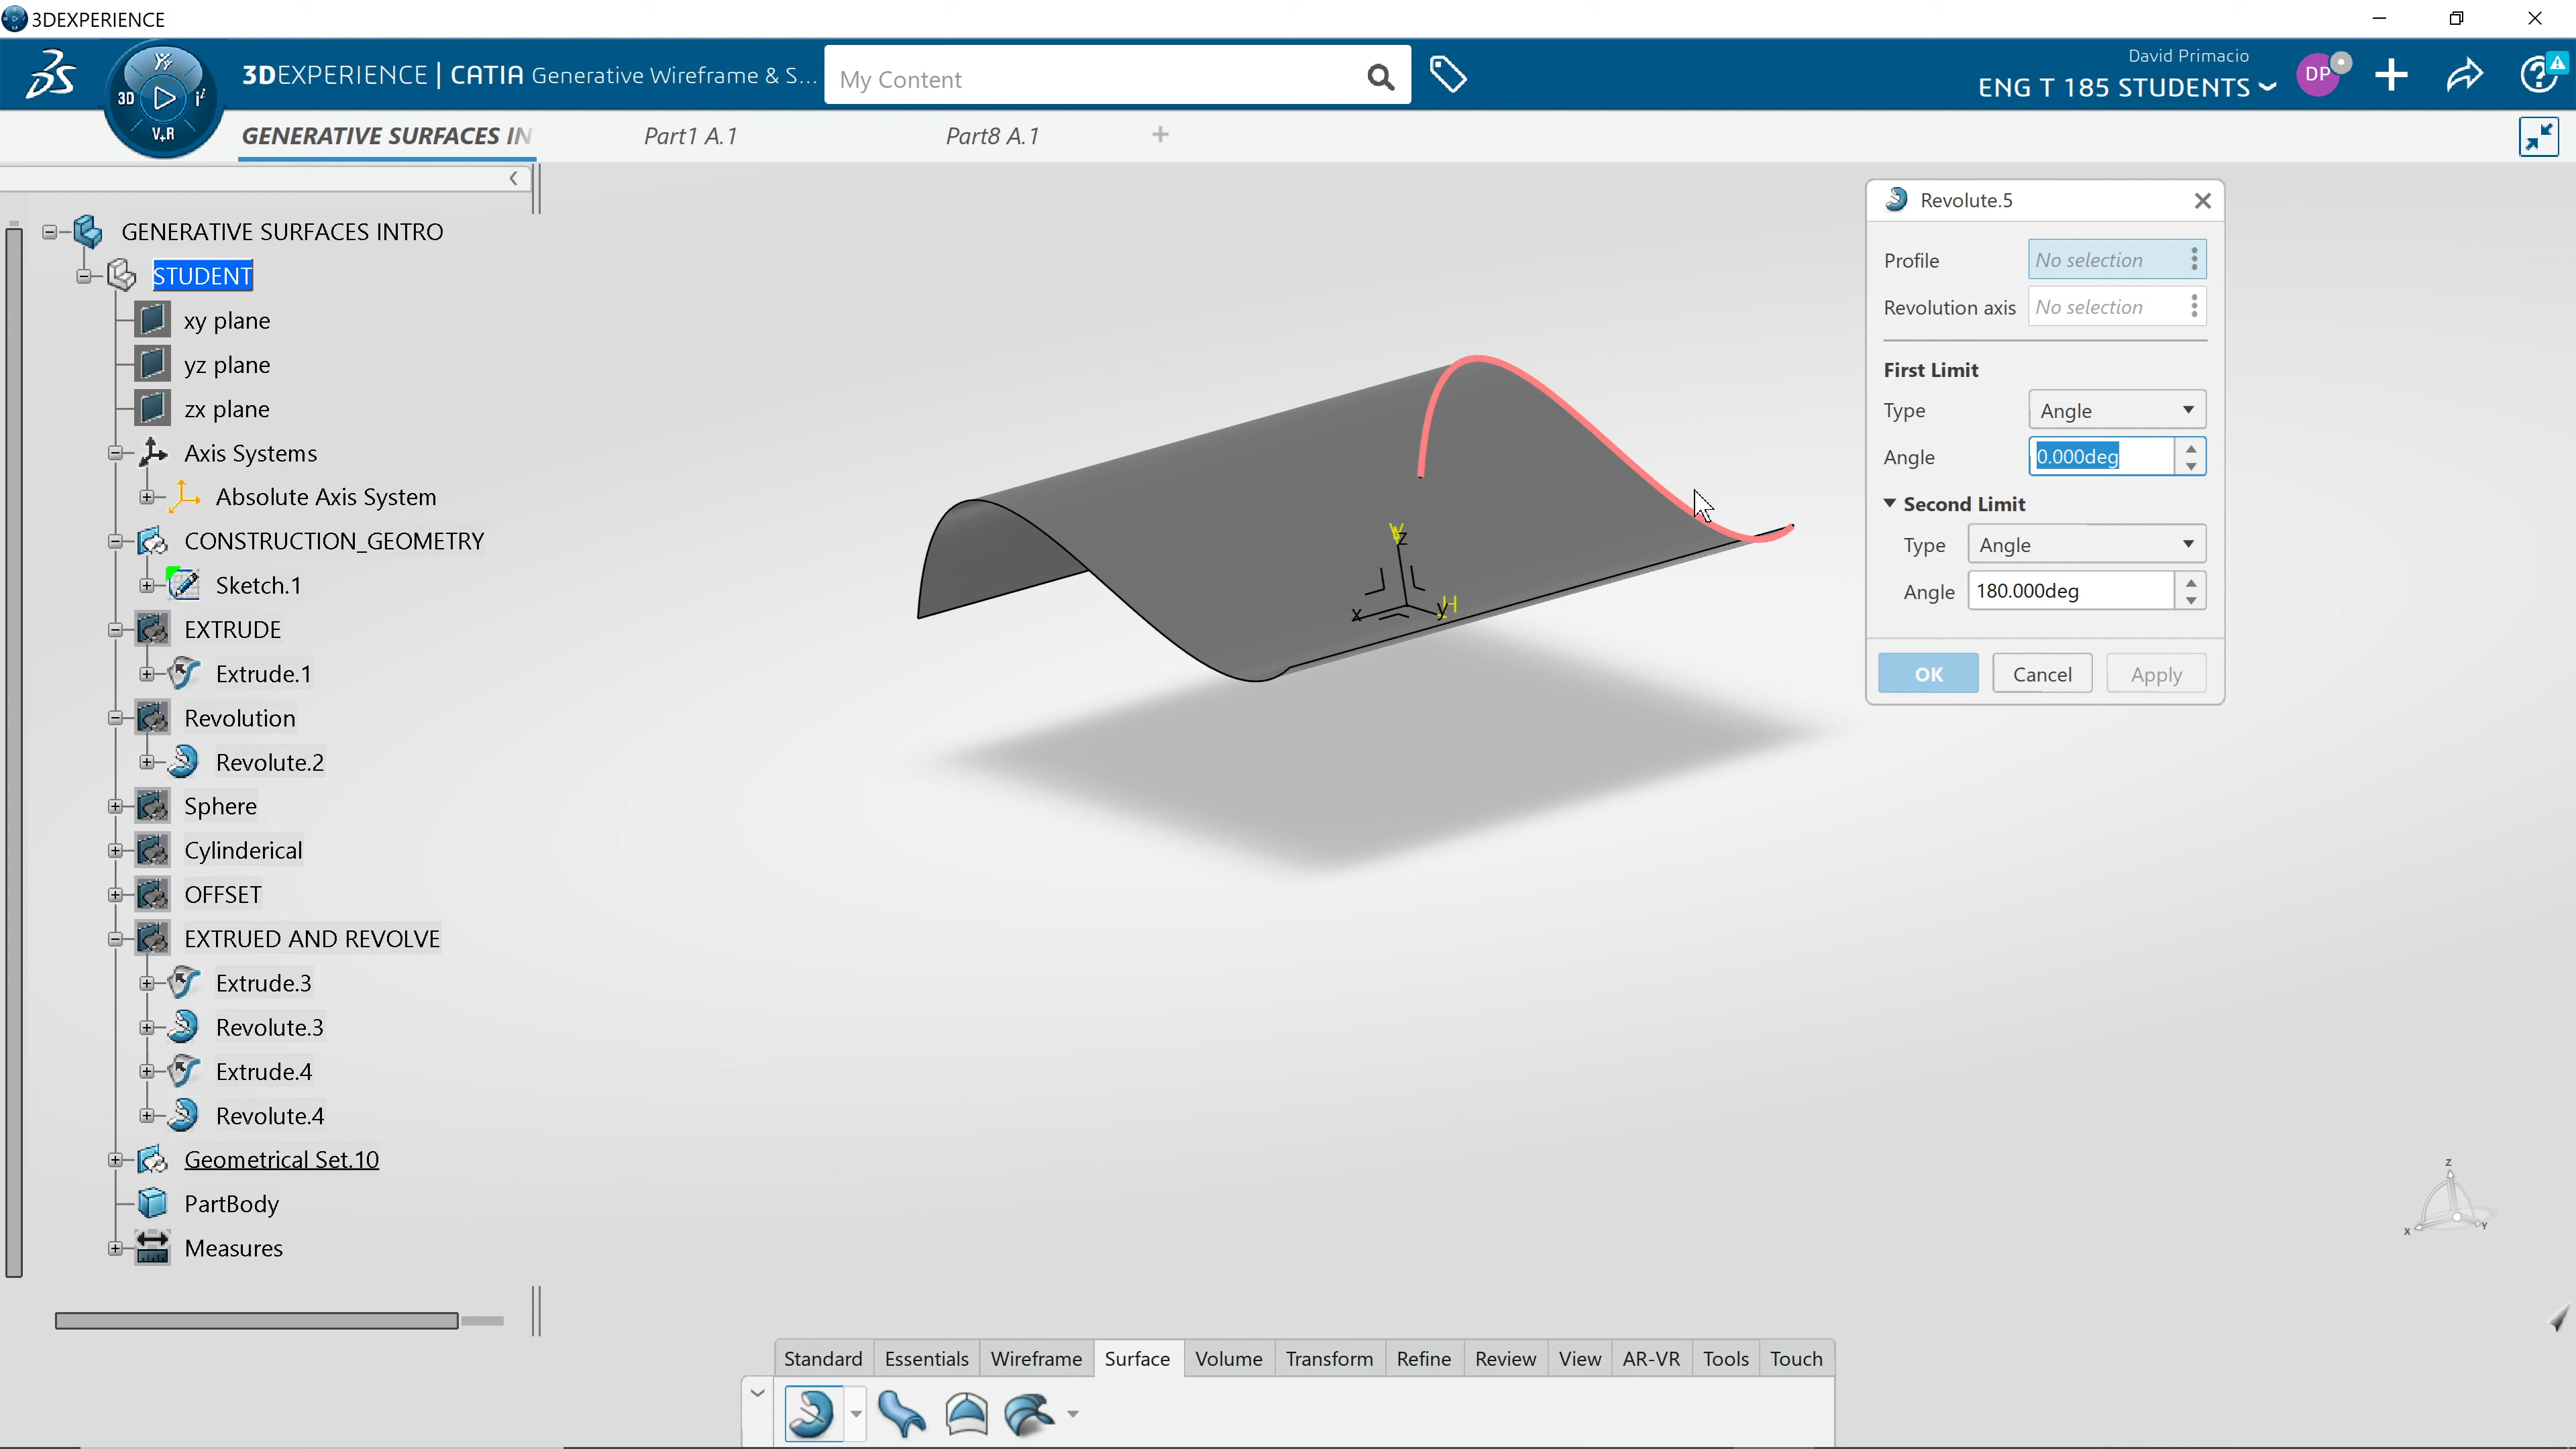 3DEXPERIENCE
3D
V+R
3DEXPERIENCE | CATIA Generative Wireframe & S...
My Content
David Primacio
ENG T 185 STUDENTS
DP
GENERATIVE SURFACES IN
Part1 A.1
Part8 A.1
GENERATIVE SURFACES INTRO
STUDENT
xy plane
yz plane
zx plane
Axis Systems
Absolute Axis System
CONSTRUCTION_GEOMETRY
Sketch.1
EXTRUDE
Extrude.1
Revolution
Revolute.2
Sphere
Cylinderical
OFFSET
EXTRUED AND REVOLVE
Extrude.3
Revolute.3
Extrude.4
Revolute.4
Geometrical Set.10
PartBody
Measures
V
z
x
y
H
Revolute.5
Profile No selection
Revolution axis No selection
First Limit
Type Angle
Angle 0.000deg
Second Limit
Type Angle
Angle 180.000deg
OK Cancel Apply
z
x
Y
Standard Essentials Wireframe Surface Volume Transform Refine Review View AR-VR Tools Touch